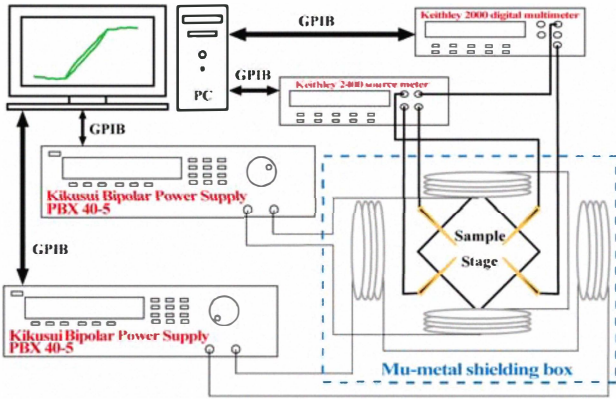 Keithley 2000 digital multimeter
GPIB
GPIB
Keithley 2400 source meter
PC
GPIB
Kikusui Bipolar Power Supply
PBX 40-5
Sample
Stage
GPIB
Kikusui Bipolar Power Supply
PBX 40-5
Mu-metal shielding box